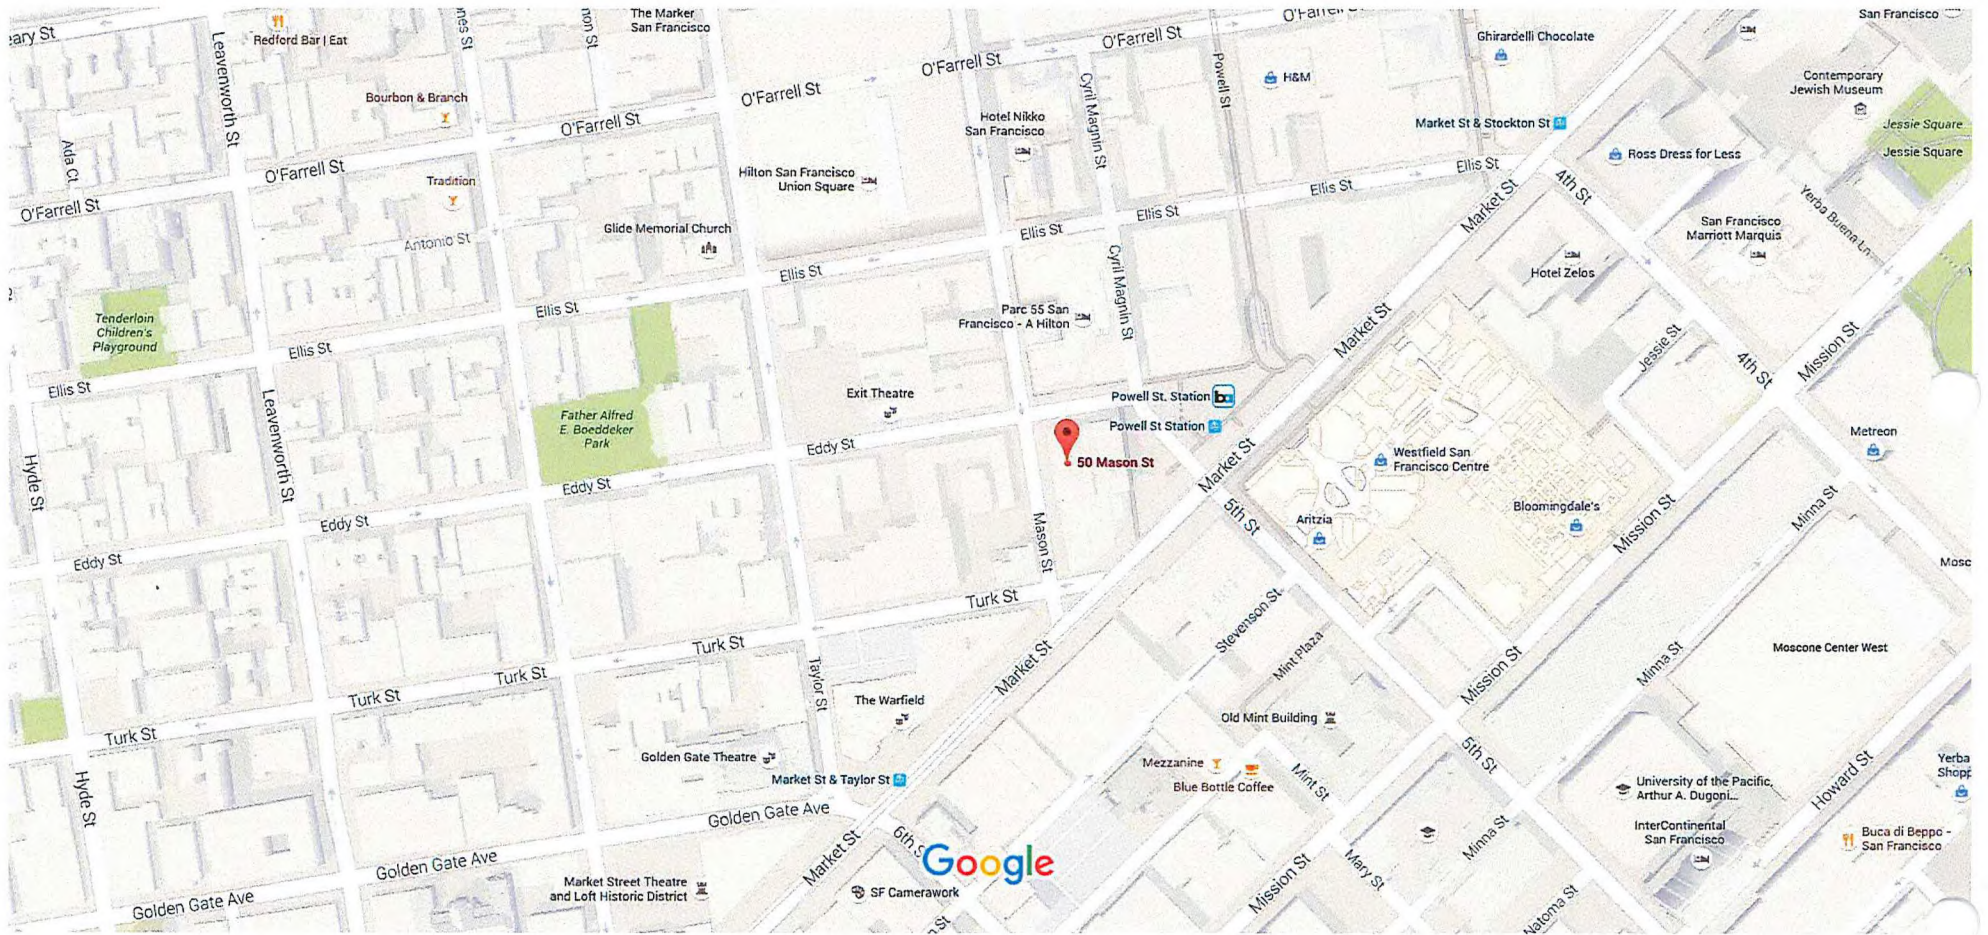 eary St
Redford Bar | Eat
Leavenworth St
The Marker
San Francisco
O'Farrell St
O'Farrell St
O'Farrell St
O'Farrell St
O'Farrell St
O'Farrell St
O'Farrell St
Ghirardelli Chocolate
San Francisco
Bourbon & Branch
Powell St
H&M
Contemporary
Jewish Museum
Cyril Magnin St
Hotel Nikko
San Francisco
Market St & Stockton St
Jessie Square
Jessie Square
Ada Ct
Ross Dress for Less
Tradition
Hilton San Francisco
Union Square
Ellis St
Ellis St
Ellis St
Ellis St
Ellis St
Ellis St
Ellis St
Ellis St
4th St
Market St
Yerba Buena Ln
Antonio St
Glide Memorial Church
San Francisco
Marriott Marquis
Hotel Zelos
Cyril Magnin St
Tenderloin
Children's
Playground
Parc 55 San
Francisco - A Hilton
Market St
Jessie St
Mission St
4th St
Leavenworth St
Exit Theatre
Powell St. Station
Powell St Station
Father Alfred
E. Boeddeker
Park
Metreon
Eddy St
Eddy St
Eddy St
Eddy St
50 Mason St
Market St
Westfield San
Francisco Centre
Hyde St
Bloomingdale's
Aritzia
5th St
Mission St
Minna St
Mason St
Mosc
Turk St
Turk St
Turk St
Turk St
Turk St
Stevenson St
Mint Plaza
Moscone Center West
Market St
Mission St
Minna St
Taylor St
The Warfield
Old Mint Building
Golden Gate Theatre
Market St & Taylor St
Mezzanine
Blue Bottle Coffee
Mint St
5th St
Yerba
Shopp
University of the Pacific,
Arthur A. Dugoni...
Howard St
Hyde St
Golden Gate Ave
Golden Gate Ave
Golden Gate Ave
Market St
6th S
Google
InterContinental
San Francisco
Buca di Beppo -
San Francisco
Minna St
Mary St
Mission St
Natoma St
Market Street Theatre
and Loft Historic District
SF Camerawork